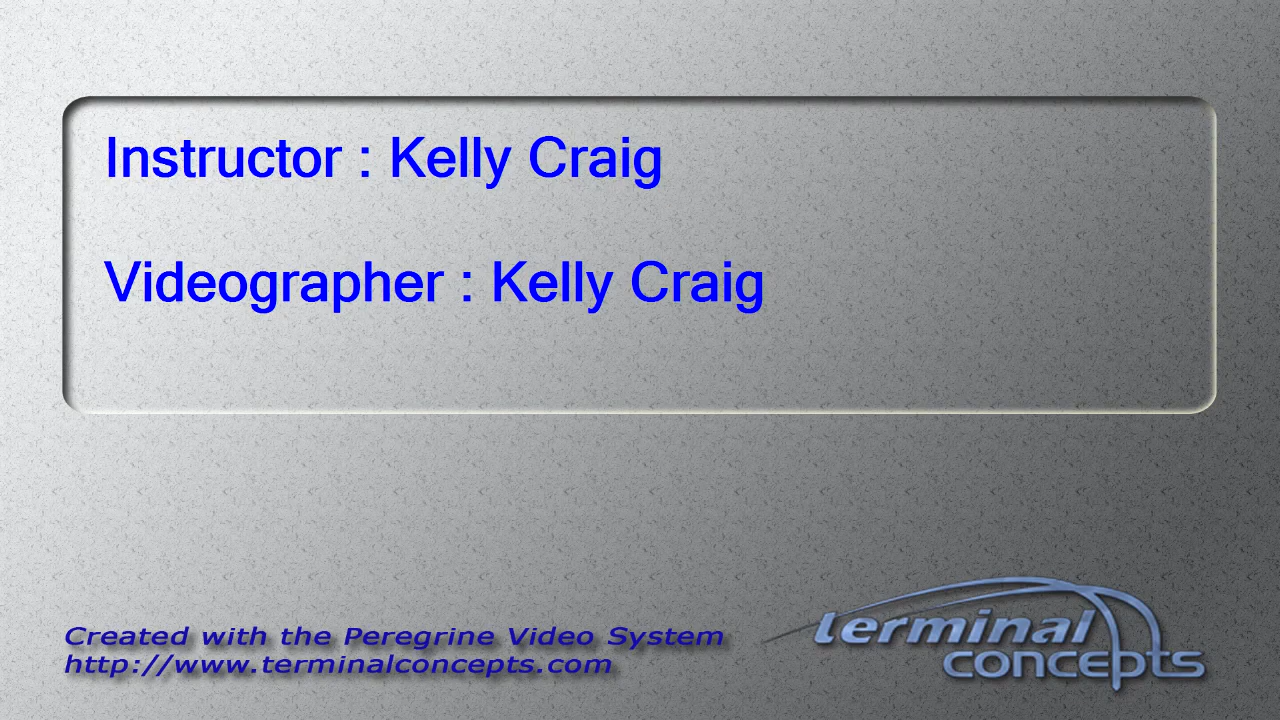 Instructor : Kelly Craig
Videographer : Kelly Craig
Created with the Peregrine Video System
http://www.terminalconcepts.com
terminal
concepts